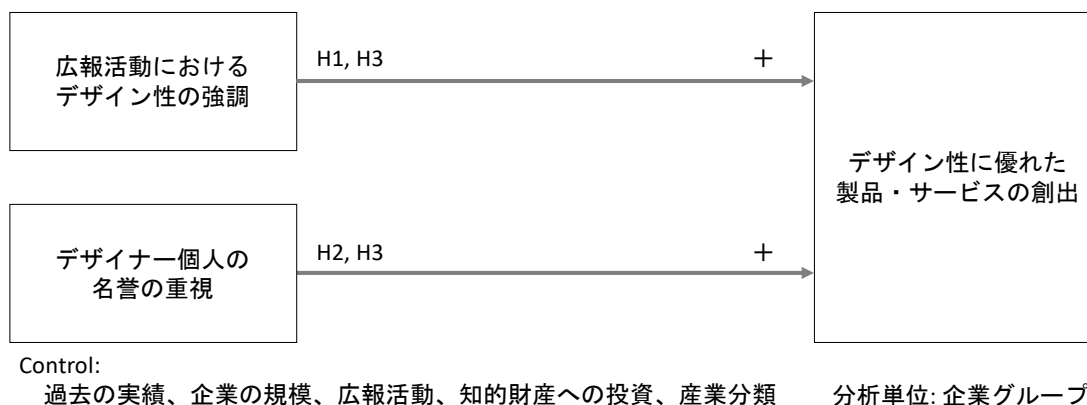 広報活動における
デザイン性の強調
H1, H3
＋
デザイン性に優れた
製品・サービスの創出
デザイナー個人の
名誉の重視
H2, H3
＋
Control:
過去の実績、企業の規模、広報活動、知的財産への投資、産業分類
分析単位: 企業グループ